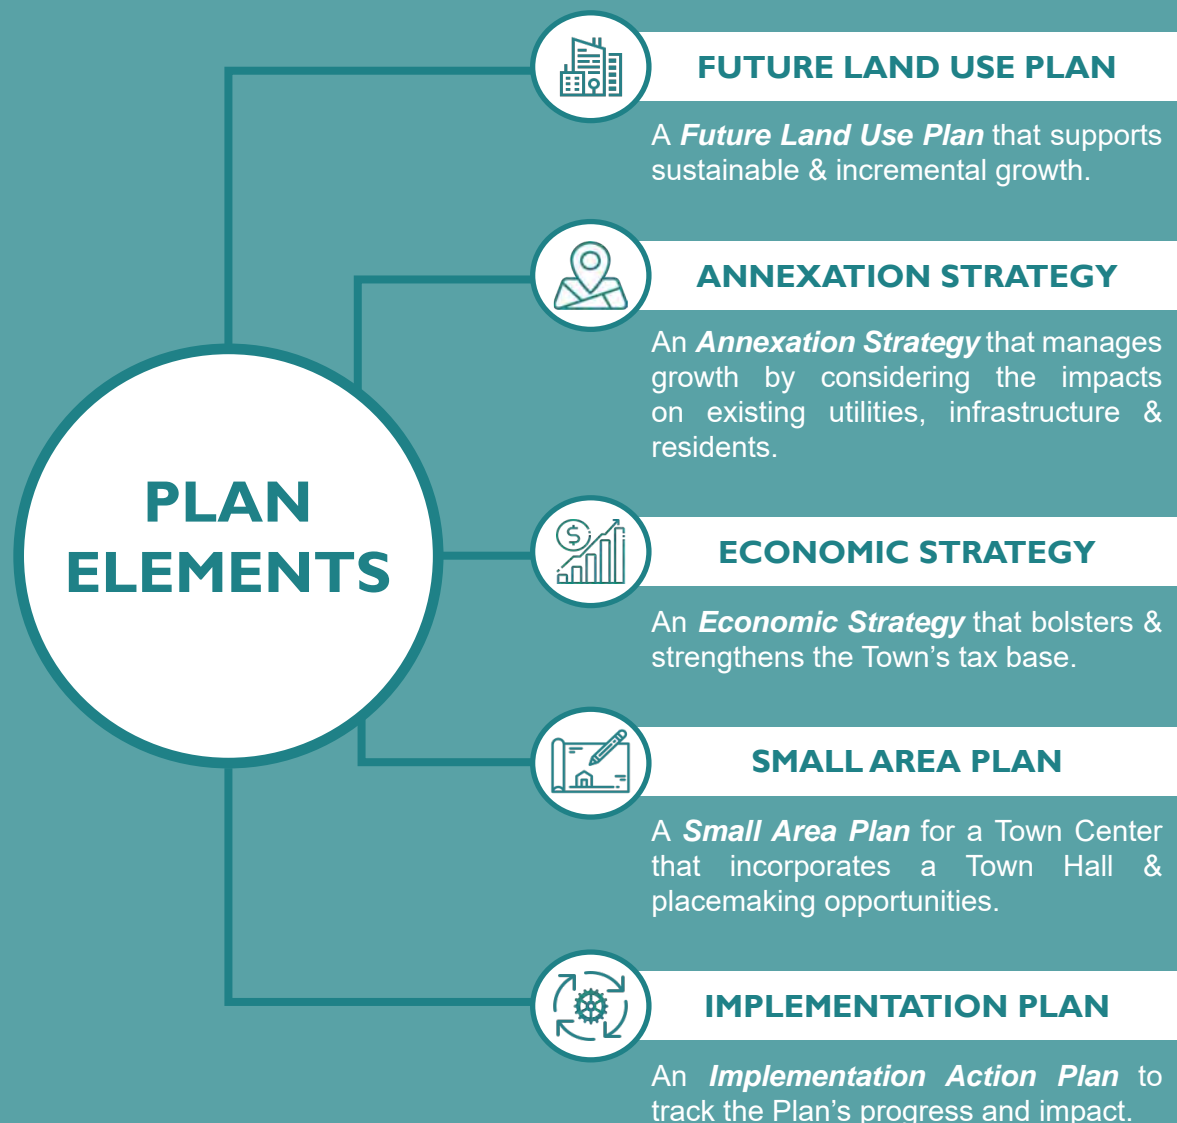 PLAN
ELEMENTS
FUTURE LAND USE PLAN
A Future Land Use Plan that supports
sustainable & incremental growth.
ANNEXATION STRATEGY
An Annexation Strategy that manages
growth by considering the impacts
on existing utilities, infrastructure &
residents.
ECONOMIC STRATEGY
An Economic Strategy that bolsters &
strengthens the Town’s tax base.
SMALL AREA PLAN
A Small Area Plan for a Town Center
that incorporates a Town Hall &
placemaking opportunities.
IMPLEMENTATION PLAN
An Implementation Action Plan to
track the Plan’s progress and impact.